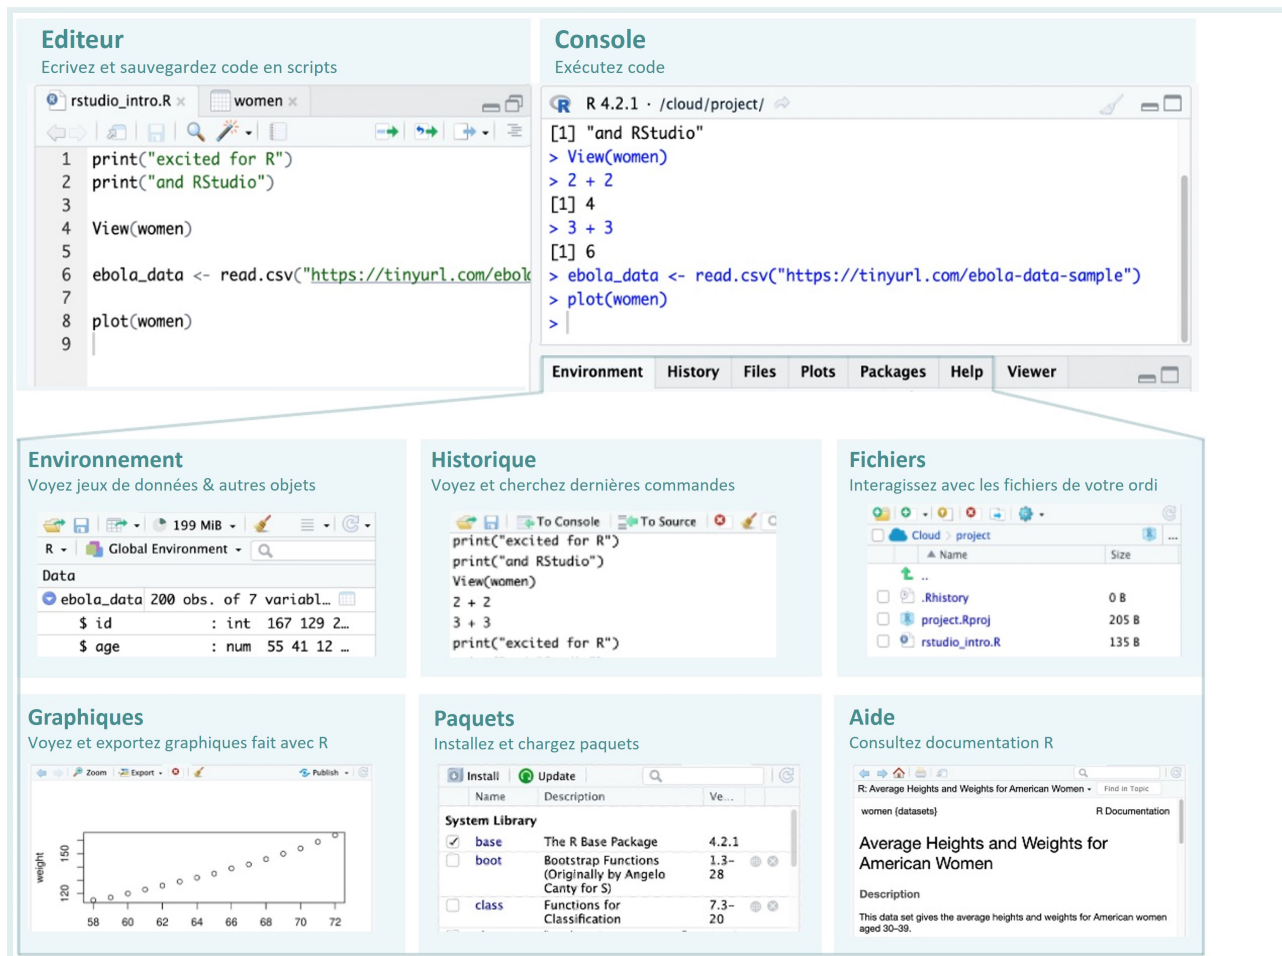 Editeur
Ecrivez et sauvegardez code en scripts
rstudio_intro.R
women
1 print("excited for R")
2 print("and RStudio")
3
4 View(women)
5
6 ebola_data <- read.csv("https://tinyurl.com/ebol
7
8 plot(women)
9
Console
Exécutez code
R 4.2.1 · /cloud/project/
[1] "and RStudio"
> View(women)
> 2 + 2
[1] 4
> 3 + 3
[1] 6
> ebola_data <- read.csv("https://tinyurl.com/ebola-data-sample")
> plot(women)
>
Environment History Files Plots Packages Help Viewer
Environnement
Voyez jeux de données & autres objets
199 MiB
R Global Environment
Data
ebola_data 200 obs. of 7 variabl…
$ id : int 167 129 2…
$ age : num 55 41 12 …
Historique
Voyez et cherchez dernières commandes
To Console To Source
print("excited for R")
print("and RStudio")
View(women)
2 + 2
3 + 3
print("excited for R")
Fichiers
Interagissez avec les fichiers de votre ordi
Cloud project ...
Name Size
..
.Rhistory 0 B
project.Rproj 205 B
rstudio_intro.R 135 B
Graphiques
Voyez et exportez graphiques fait avec R
Zoom Export Publish
weight
150
120
58 60 62 64 66 68 70 72
Paquets
Installez et chargez paquets
Install Update
Name Description Ve...
System Library
base The R Base Package 4.2.1
boot Bootstrap Functions 1.3-
(Originally by Angelo 28
Canty for S)
class Functions for 7.3-
Classification 20
Aide
Consultez documentation R
R: Average Heights and Weights for American Women Find in Topic
women {datasets} R Documentation
Average Heights and Weights for
American Women
Description
This data set gives the average heights and weights for American women
aged 30–39.